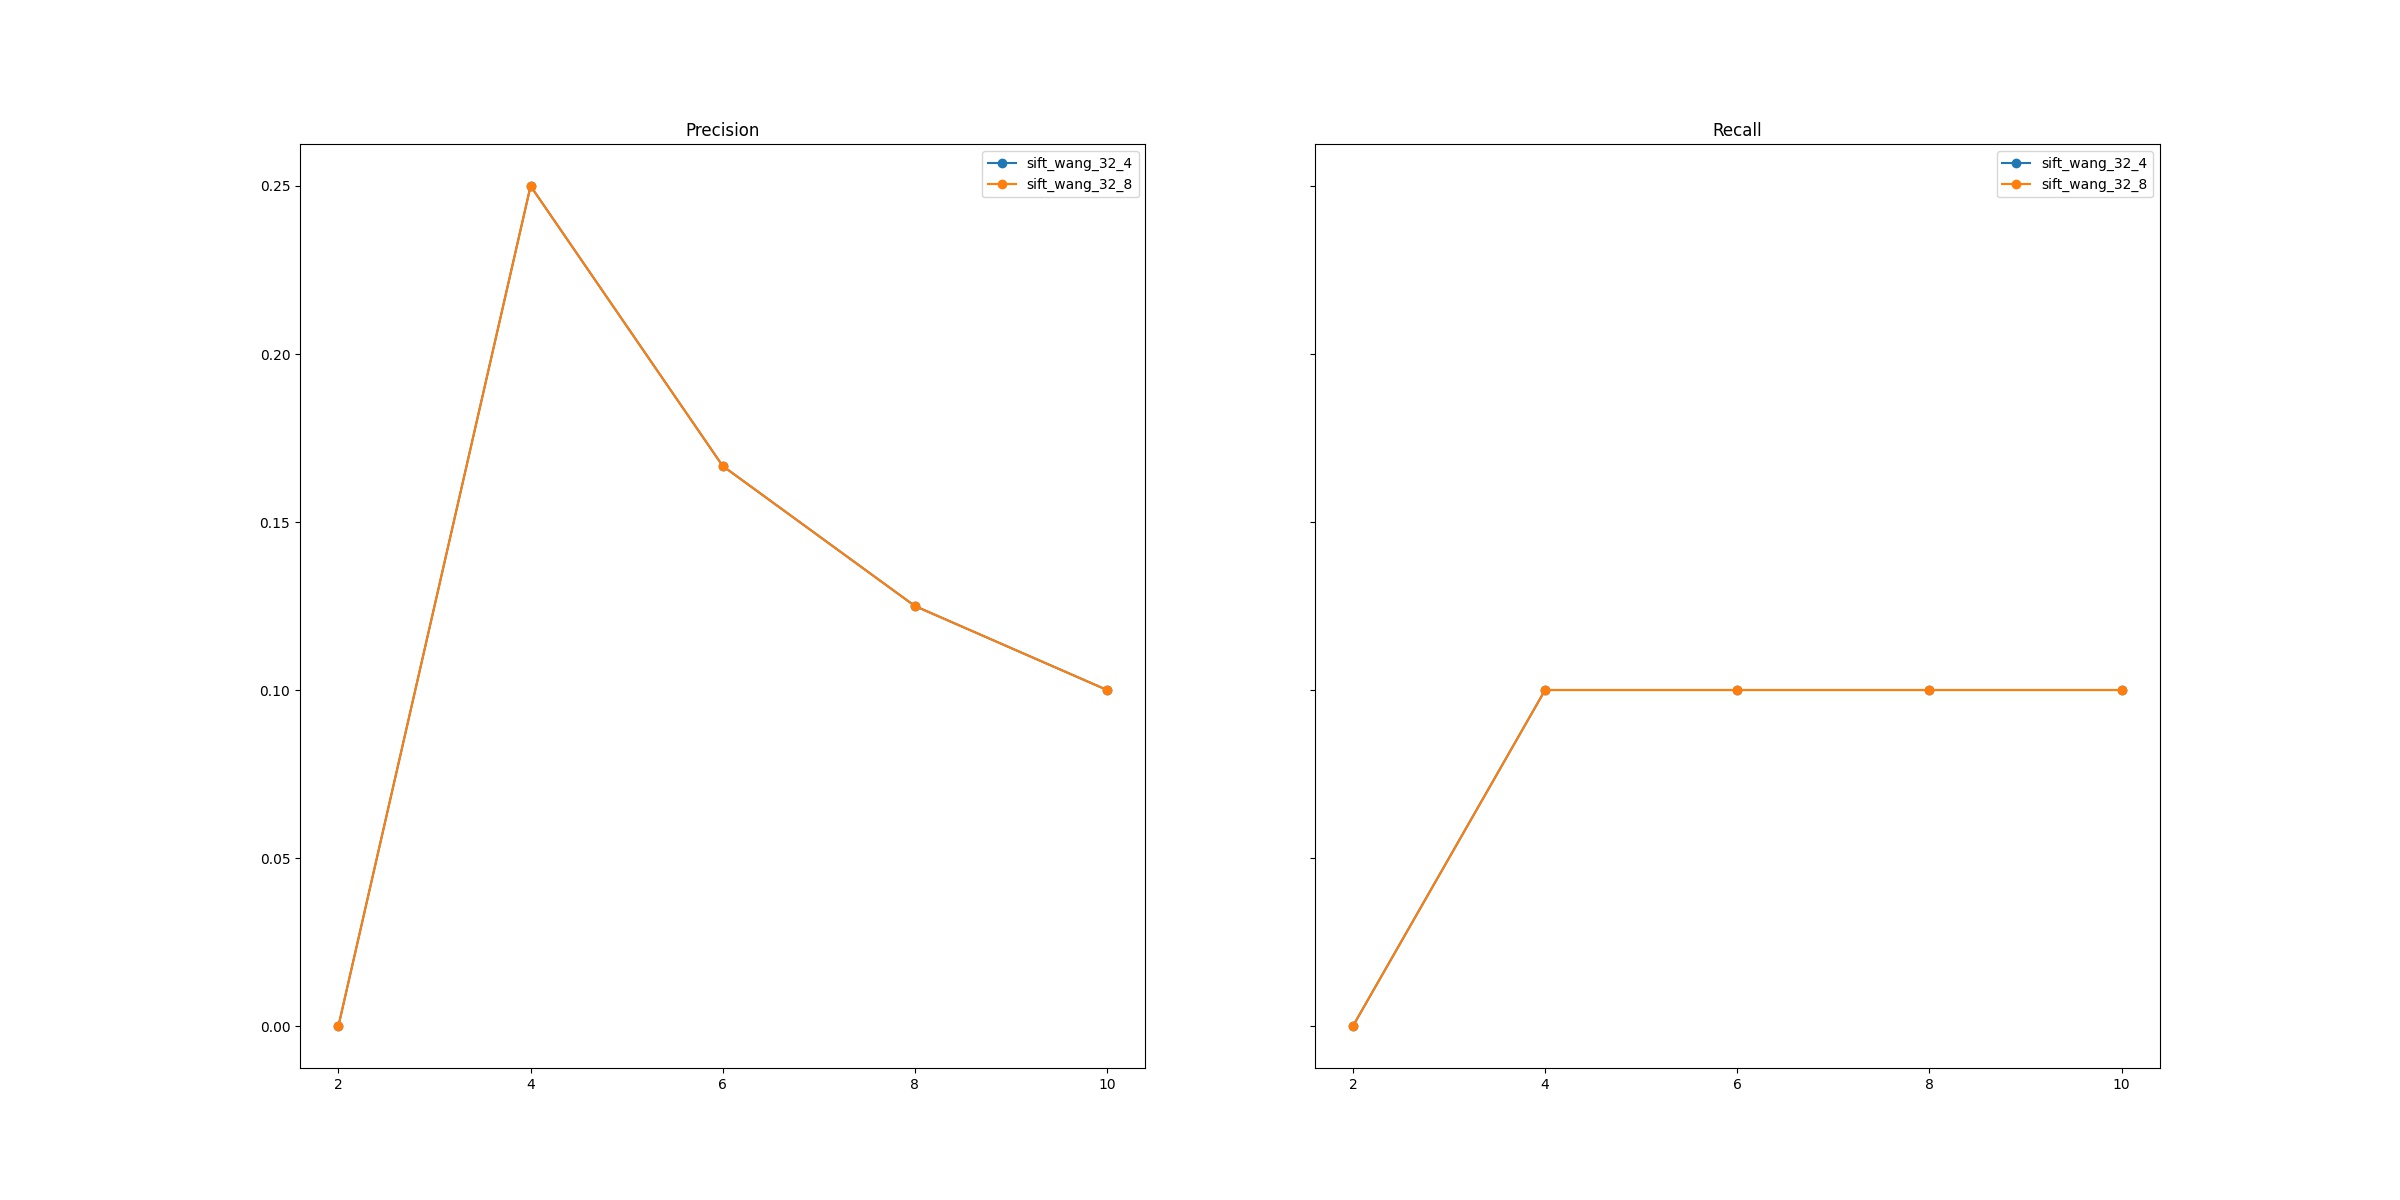 Precision
sift_wang_32_4
sift_wang_32_8
0.25
0.20
0.15
0.10
0.05
0.00
2 4 6 8 10
Recall
sift_wang_32_4
sift_wang_32_8
2 4 6 8 10